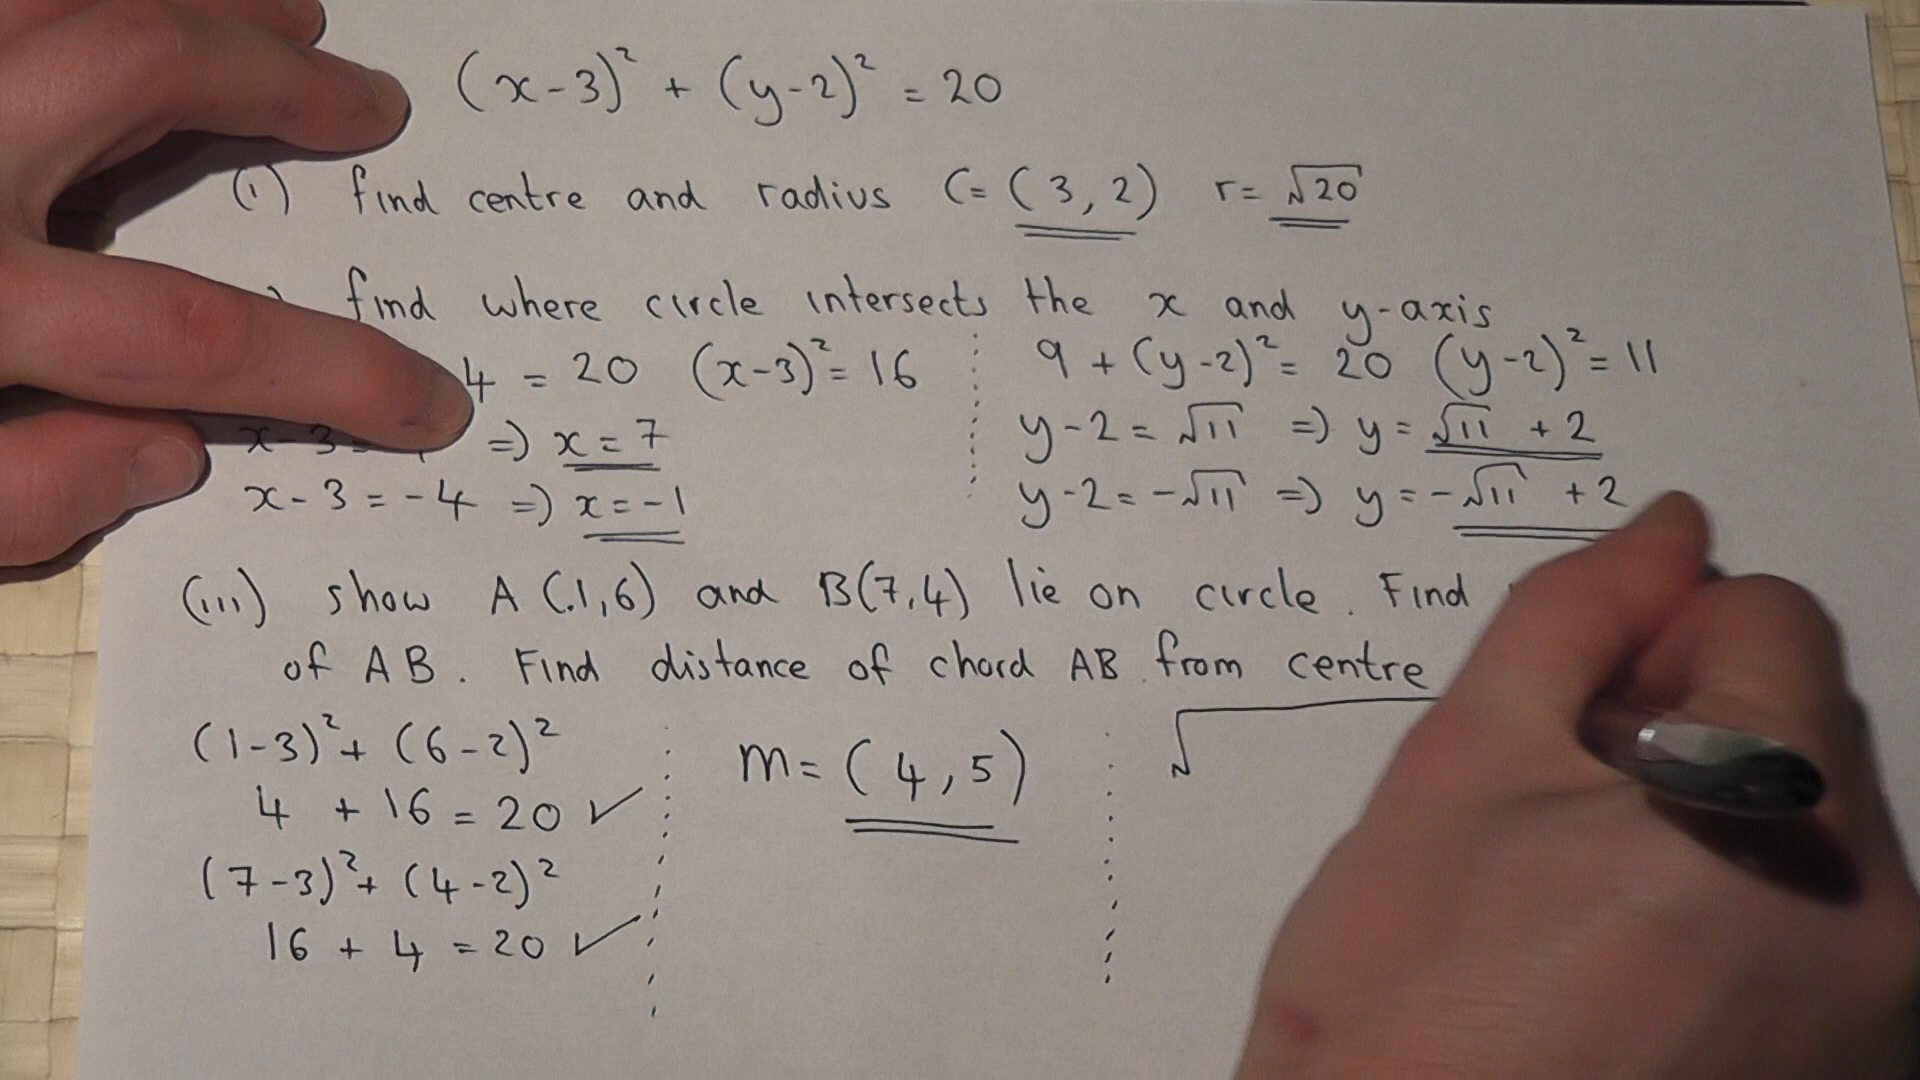 (x-3)² + (y-2)² = 20
(i) find centre and radius C= (3,2) r= √20
find where circle intersects the x and y-axis
4 = 20 (x-3)² = 16
9 + (y-2)² = 20 (y-2)² = 11
x-3 = => x = 7
y-2 = √11 => y = √11 + 2
x-3 = -4 => x = -1
y-2 = -√11 => y = -√11 + 2
(iii) show A (1,6) and B(7,4) lie on circle. Find
of AB. Find distance of chord AB from centre
(1-3)² + (6-2)²
m= (4,5)
√
4 + 16 = 20 ✓
(7-3)² + (4-2)²
16 + 4 = 20 ✓